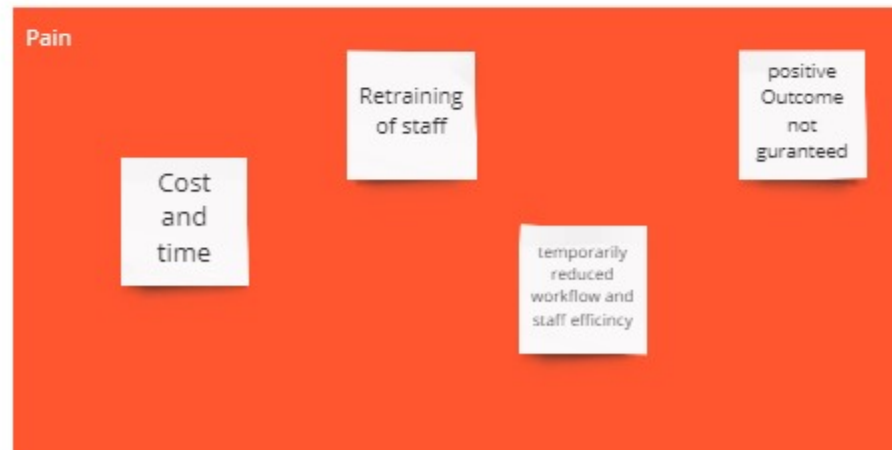 Pain
Retraining
of staff
positive
Outcome
not
guranteed
Cost
and
time
temporarily
reduced
workflow and
staff efficincy